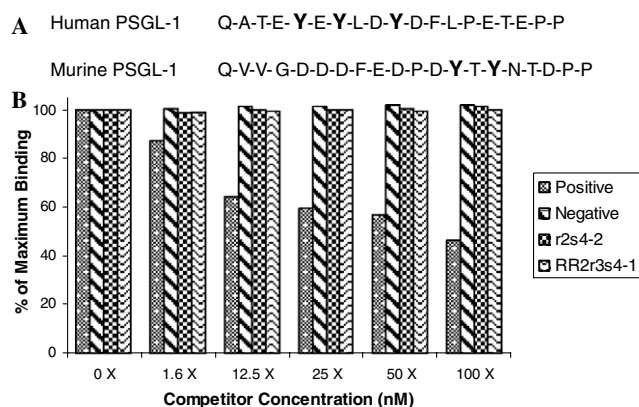 A Human PSGL-1 Q-A-T-E-Y-E-Y-L-D-Y-D-F-L-P-E-T-E-P-P
Murine PSGL-1 Q-V-V-G-D-D-D-F-E-D-P-D-Y-T-Y-N-T-D-P-P
B
% of Maximum Binding
100
80
60
40
20
0
0 X 1.6 X 12.5 X 25 X 50 X 100 X
Competitor Concentration (nM)
Positive
Negative
r2s4-2
RR2r3s4-1